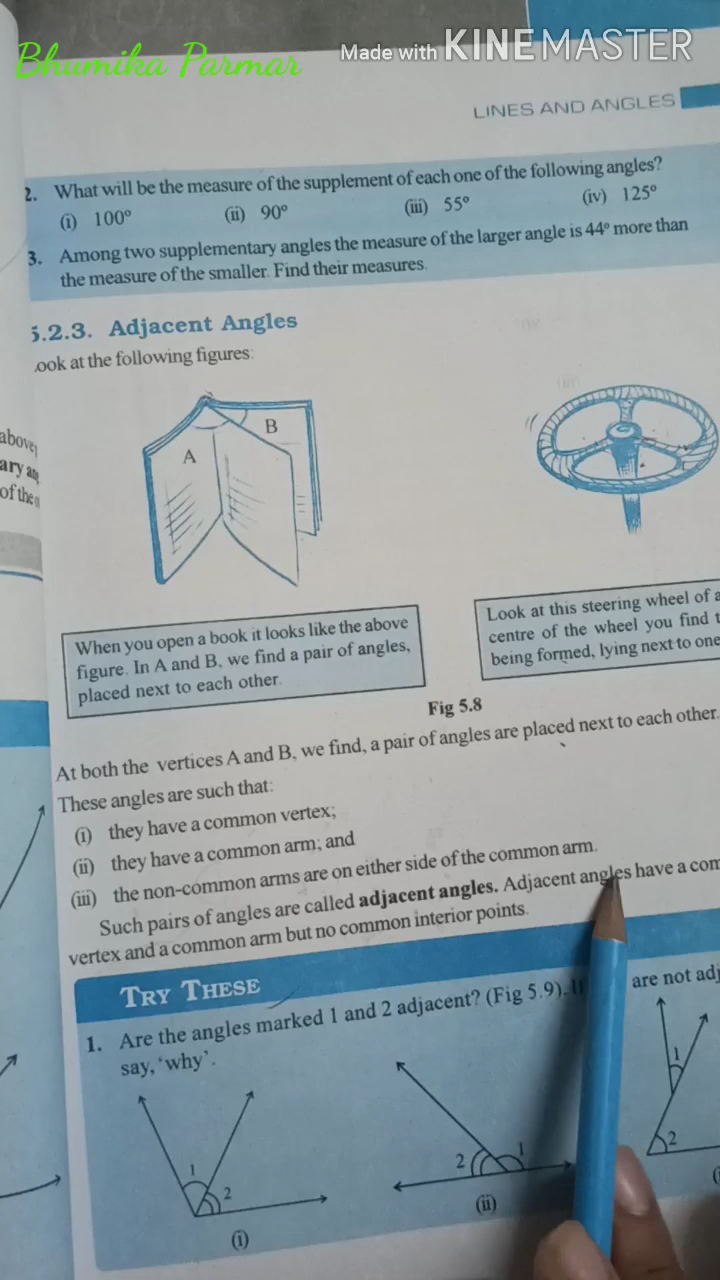 Bhumika Parmar
Made with KINEMASTER
LINES AND ANGLES
2. What will be the measure of the supplement of each one of the following angles?
(i) 100° (ii) 90° (iii) 55° (iv) 125°
3. Among two supplementary angles the measure of the larger angle is 44° more than
the measure of the smaller. Find their measures.
5.2.3. Adjacent Angles
ook at the following figures:
above
ary an
of the
A
B
When you open a book it looks like the above
figure. In A and B, we find a pair of angles,
placed next to each other.
Look at this steering wheel of a
centre of the wheel you find
being formed, lying next to one
Fig 5.8
At both the vertices A and B, we find, a pair of angles are placed next to each other.
These angles are such that:
(i) they have a common vertex;
(ii) they have a common arm; and
(iii) the non-common arms are on either side of the common arm.
Such pairs of angles are called adjacent angles. Adjacent angles have a com
vertex and a common arm but no common interior points.
TRY THESE
1. Are the angles marked 1 and 2 adjacent? (Fig 5.9). are not adj
say, 'why'.
1
2
(i)
2
1
(ii)
1
2